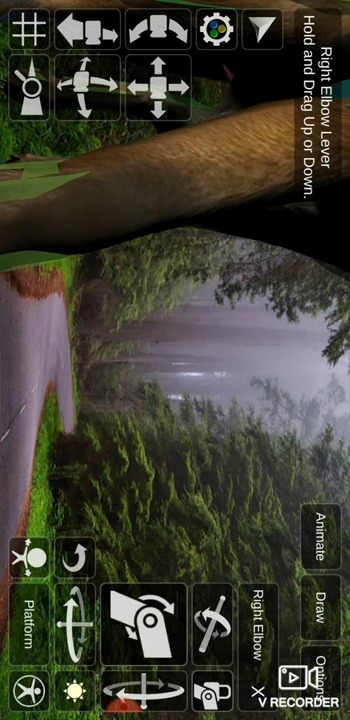 Right Elbow Lever
Hold and Drag Up or Down.
Animate
Draw
Options
Right Elbow
X
Platform
V RECORDER